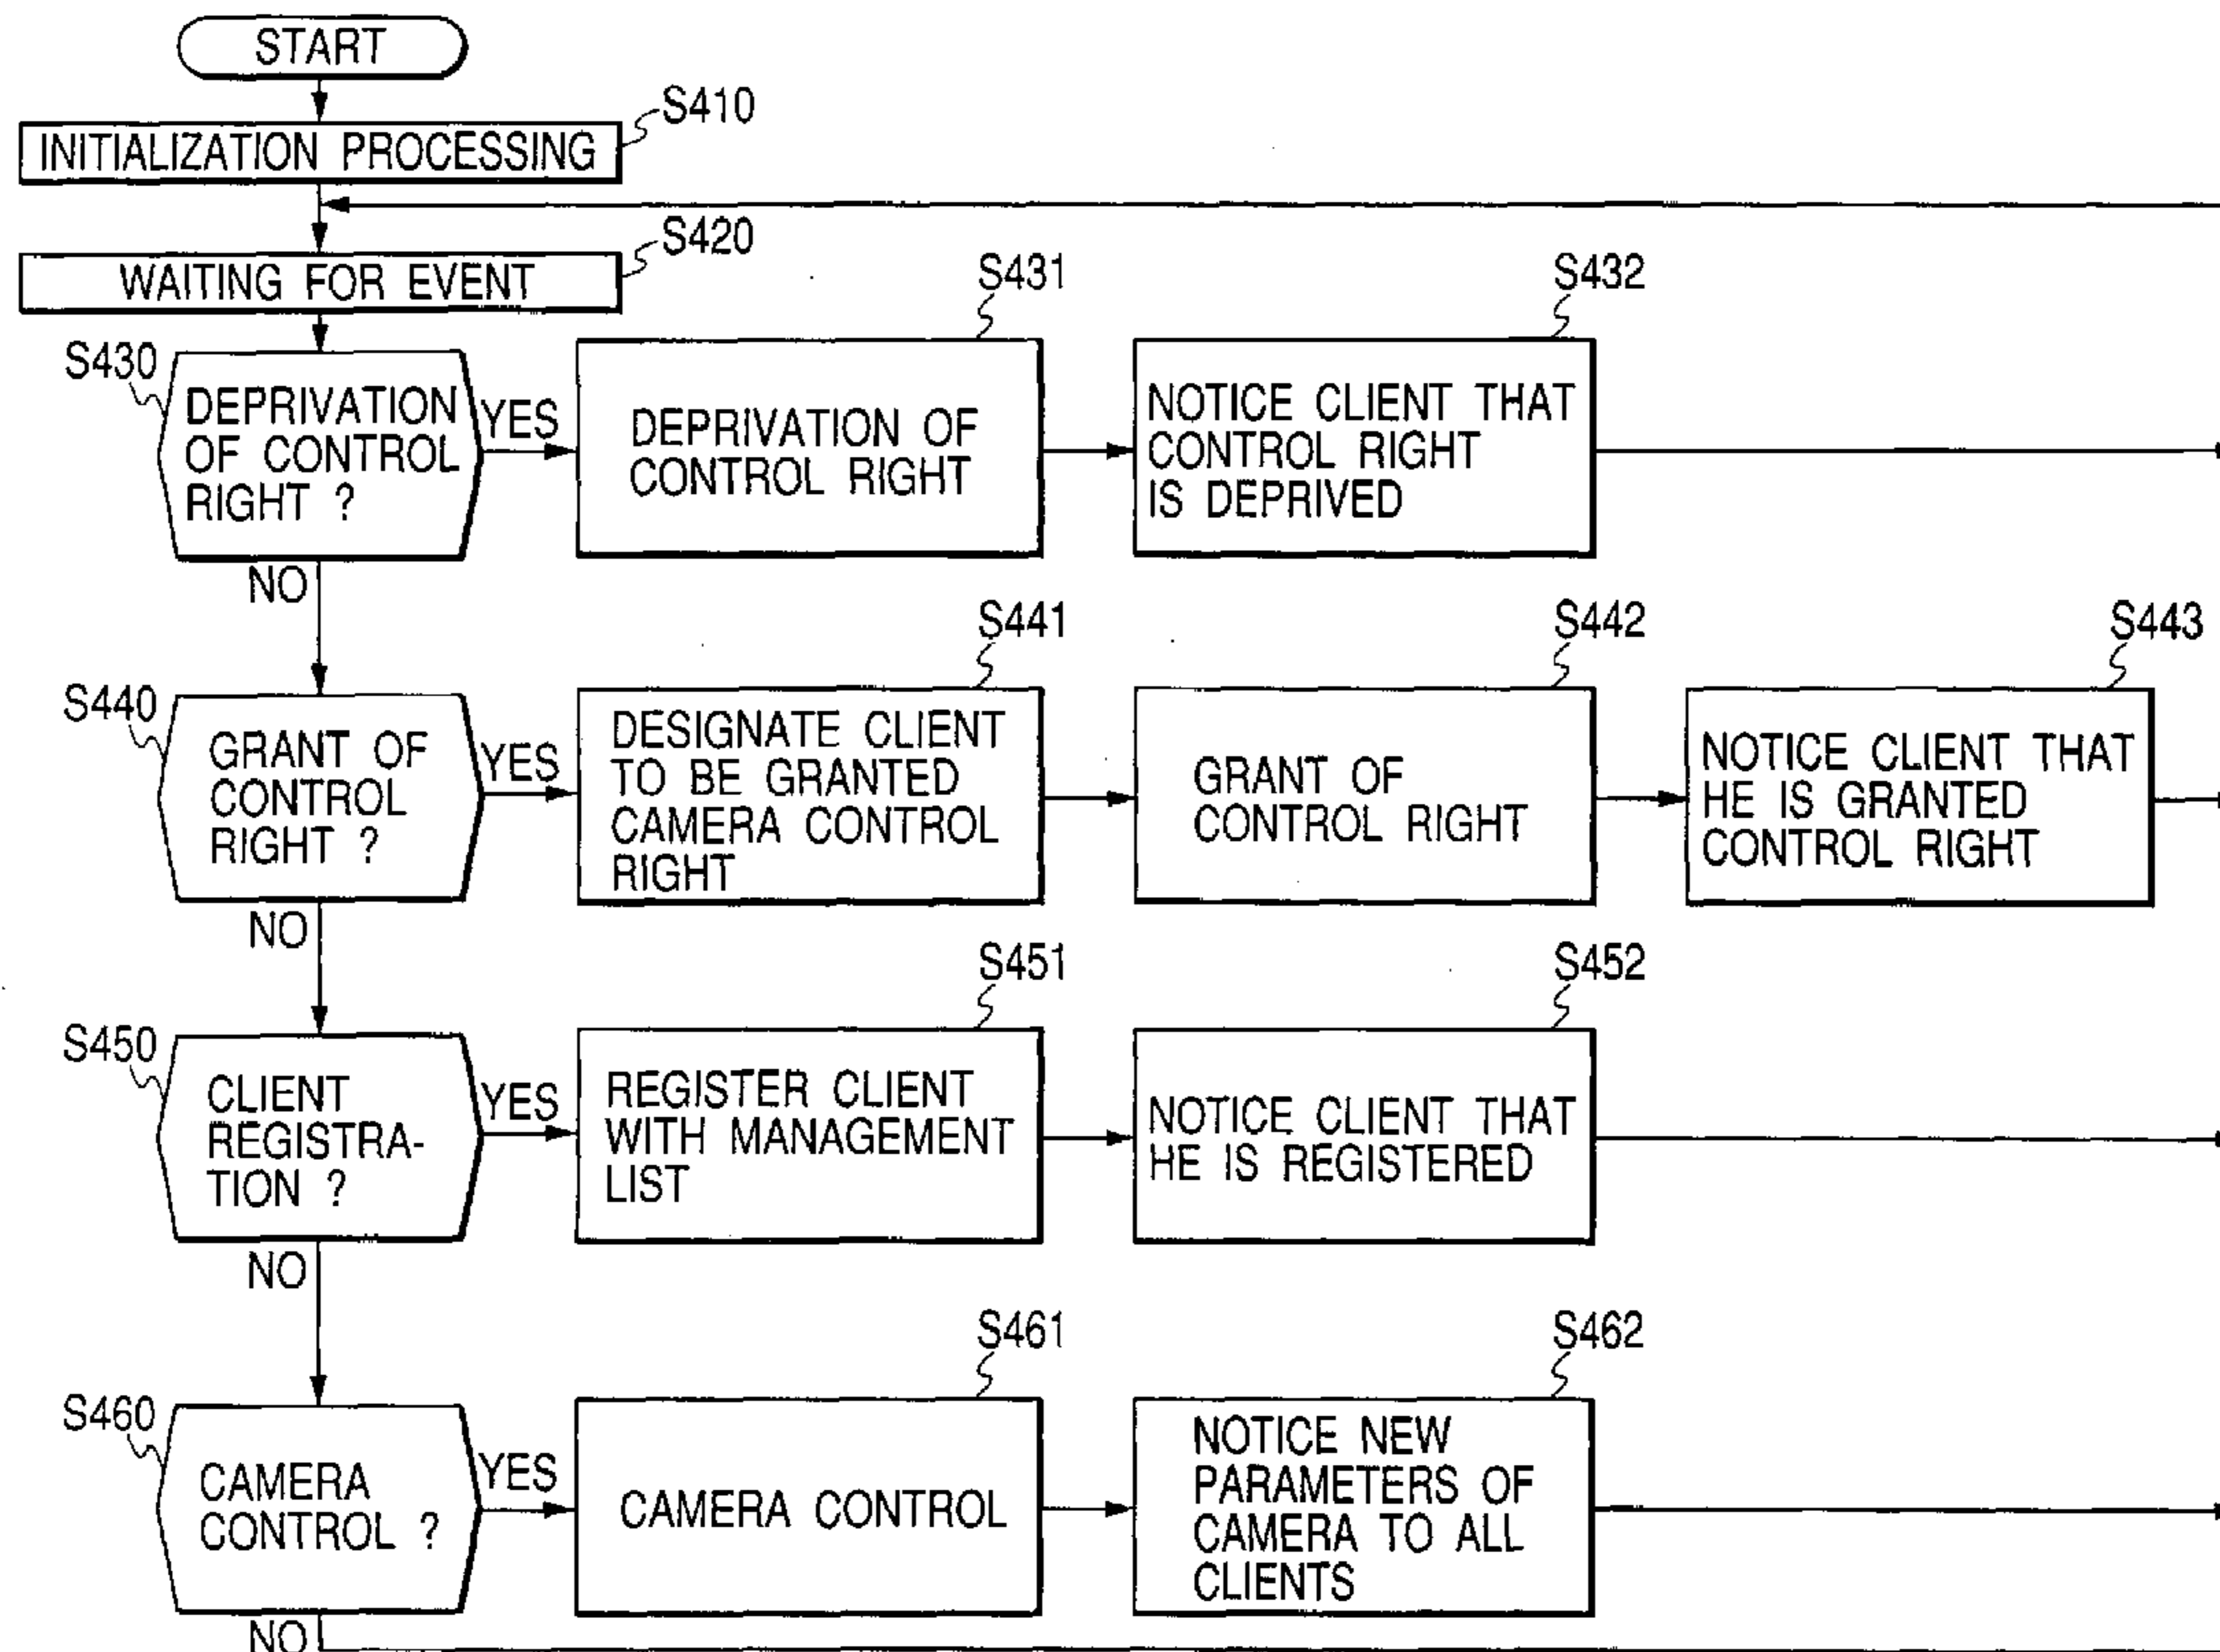 START
S410
INITIALIZATION PROCESSING
S420
WAITING FOR EVENT
S430
DEPRIVATION
OF CONTROL
RIGHT ?
YES
NO
S431
DEPRIVATION OF
CONTROL RIGHT
S432
NOTICE CLIENT THAT
CONTROL RIGHT
IS DEPRIVED
S440
GRANT OF
CONTROL
RIGHT ?
YES
NO
S441
DESIGNATE CLIENT
TO BE GRANTED
CAMERA CONTROL
RIGHT
S442
GRANT OF
CONTROL RIGHT
S443
NOTICE CLIENT THAT
HE IS GRANTED
CONTROL RIGHT
S450
CLIENT
REGISTRA-
TION ?
YES
NO
S451
REGISTER CLIENT
WITH MANAGEMENT
LIST
S452
NOTICE CLIENT THAT
HE IS REGISTERED
S460
CAMERA
CONTROL ?
YES
NO
S461
CAMERA CONTROL
S462
NOTICE NEW
PARAMETERS OF
CAMERA TO ALL
CLIENTS